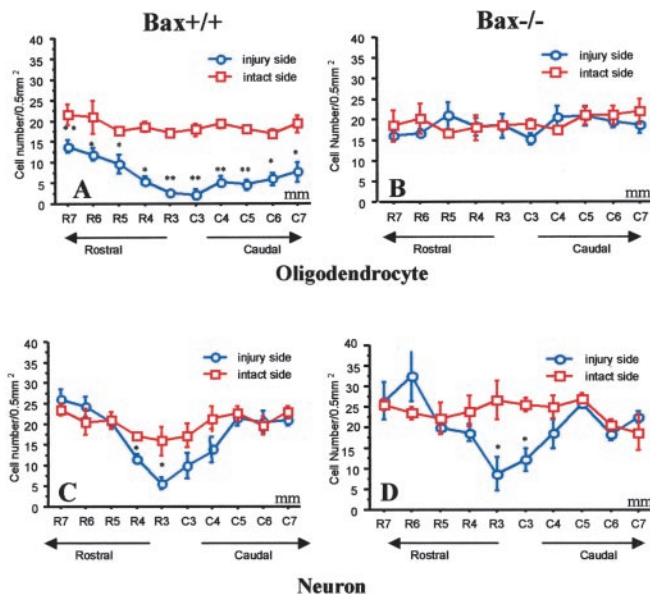 Bax+/+
Bax-/-
Cell Number/0.5mm²
40
35
30
25
20
15
10
5
0
injury side
intact side
* *
*
*
*
**
**
**
**
*
*
A
mm
R7 R6 R5 R4 R3 C3 C4 C5 C6 C7
Rostral
Caudal
Cell Number/0.5mm²
40
35
30
25
20
15
10
5
0
injury side
intact side
B
mm
R7 R6 R5 R4 R3 C3 C4 C5 C6 C7
Rostral
Caudal
Oligodendrocyte
Cell number/0.5mm²
40
35
30
25
20
15
10
5
0
injury side
intact side
*
*
C
mm
R7 R6 R5 R4 R3 C3 C4 C5 C6 C7
Rostral
Caudal
Cell Number/0.5mm²
40
35
30
25
20
15
10
5
0
injury side
intact side
*
*
D
mm
R7 R6 R5 R4 R3 C3 C4 C5 C6 C7
Rostral
Caudal
Neuron